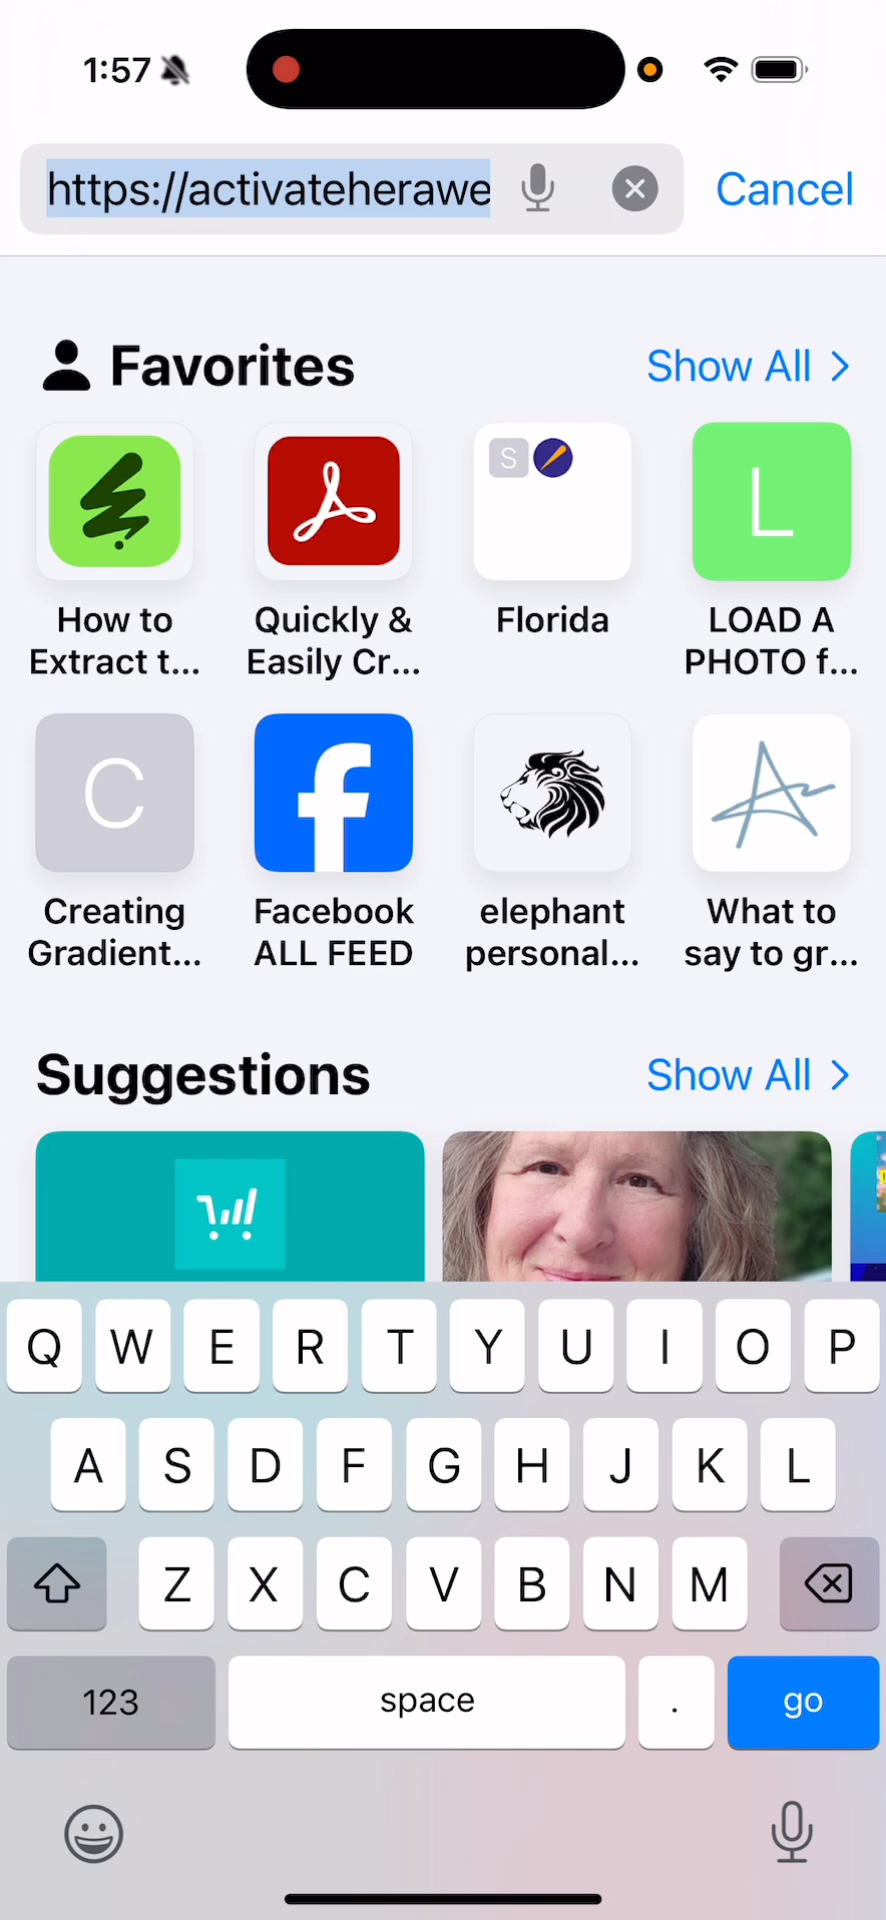 1:57
https://activateherawe
Cancel
Favorites
Show All
S
L
How to
Extract t...
Quickly &
Easily Cr...
Florida
LOAD A
PHOTO f...
C
Creating
Gradient...
Facebook
ALL FEED
elephant
personal...
What to
say to gr...
Suggestions
Show All
Q W E R T Y U I O P
A S D F G H J K L
Z X C V B N M
123 space . go